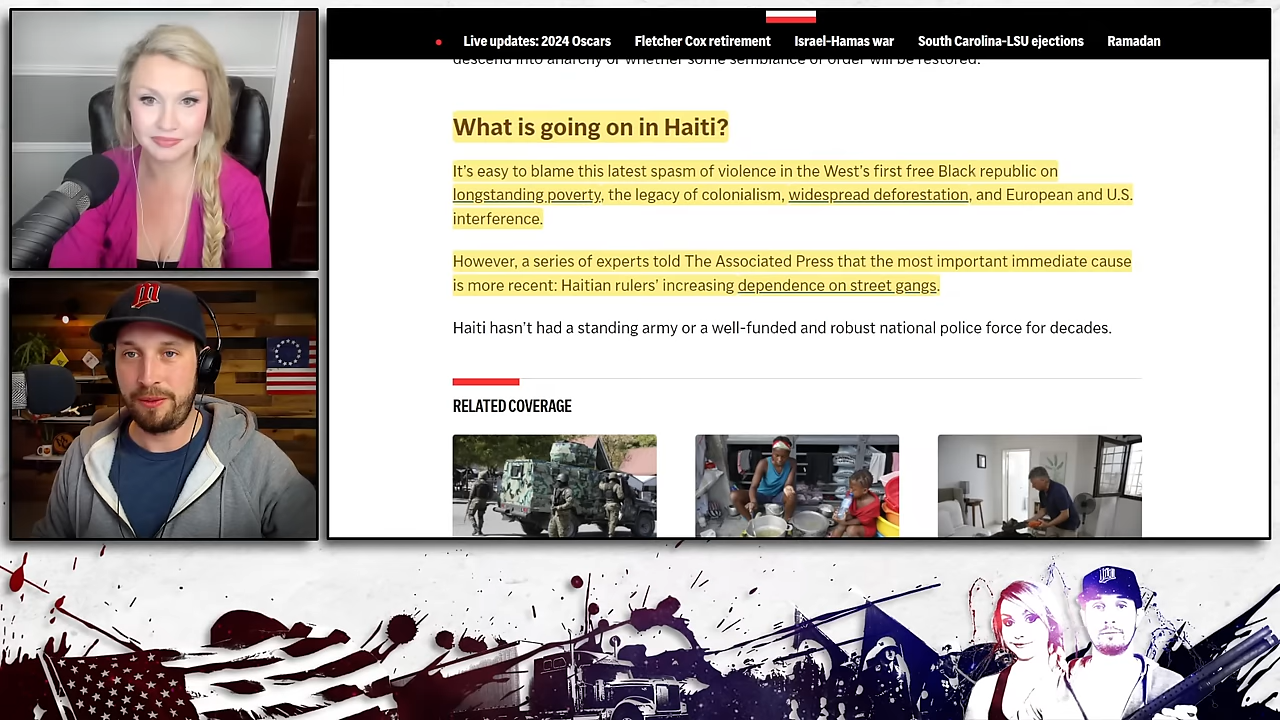 Live updates: 2024 Oscars Fletcher Cox retirement Israel-Hamas war South Carolina-LSU ejections Ramadan
descend into anarchy or whether some semblance of order will be restored.
What is going on in Haiti?
It’s easy to blame this latest spasm of violence in the West’s first free Black republic on
longstanding poverty, the legacy of colonialism, widespread deforestation, and European and U.S.
interference.
However, a series of experts told The Associated Press that the most important immediate cause
is more recent: Haitian rulers’ increasing dependence on street gangs.
Haiti hasn’t had a standing army or a well-funded and robust national police force for decades.
RELATED COVERAGE